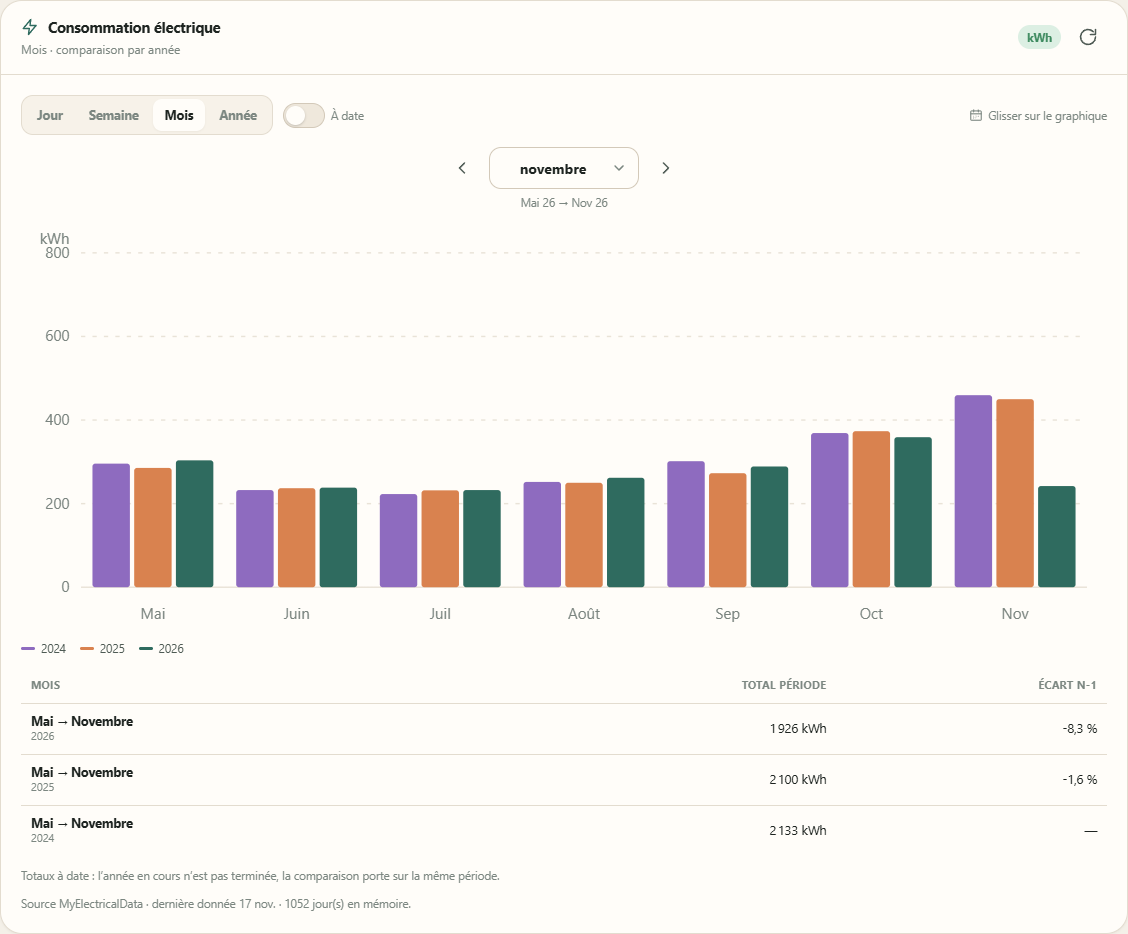 Consommation électrique
Mois · comparaison par année
kWh
Jour Semaine Mois Année À date
Glisser sur le graphique
novembre
Mai 26 → Nov 26
kWh
800
600
400
200
0
Mai Juin Juil Août Sep Oct Nov
2024 2025 2026
MOIS TOTAL PÉRIODE ÉCART N-1
Mai → Novembre
2026
1 926 kWh -8,3 %
Mai → Novembre
2025
2 100 kWh -1,6 %
Mai → Novembre
2024
2 133 kWh —
Totaux à date : l'année en cours n'est pas terminée, la comparaison porte sur la même période.
Source MyElectricalData · dernière donnée 17 nov. · 1052 jour(s) en mémoire.